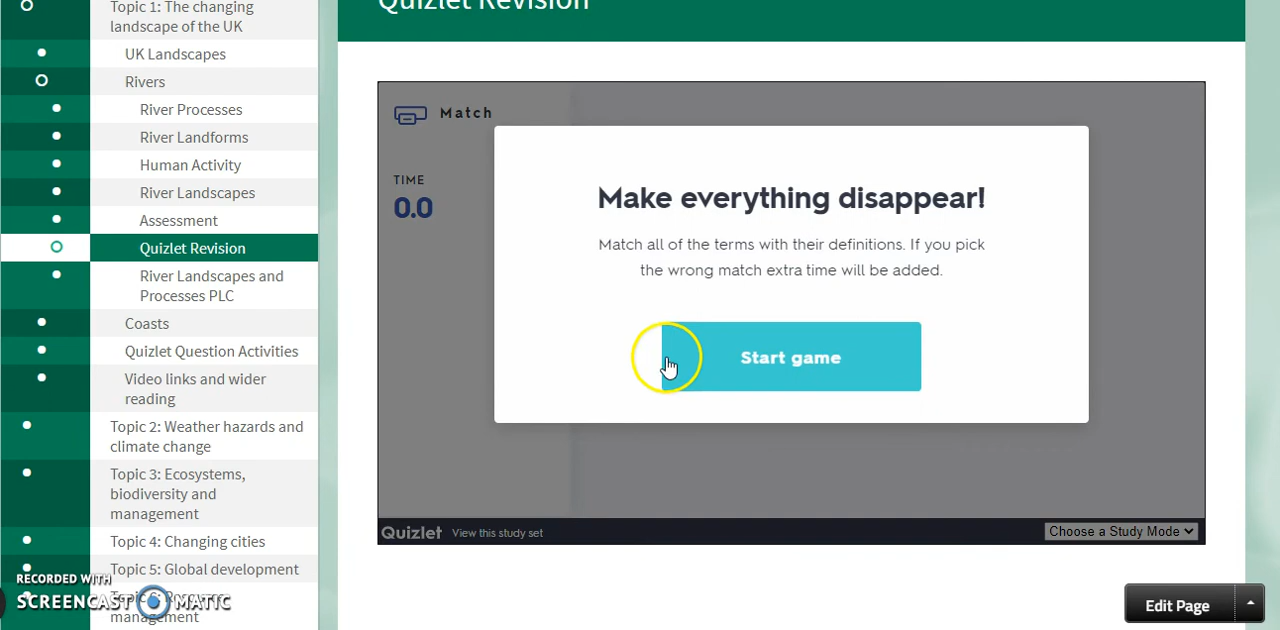 Topic 1: The changing
landscape of the UK
UK Landscapes
Rivers
River Processes
River Landforms
Human Activity
River Landscapes
Assessment
Quizlet Revision
River Landscapes and
Processes PLC
Coasts
Quizlet Question Activities
Video links and wider
reading
Topic 2: Weather hazards and
climate change
Topic 3: Ecosystems,
biodiversity and
management
Topic 4: Changing cities
Topic 5: Global development
management
RECORDED WITH
SCREENCAST MATIC
Quizlet Revision
Match
TIME
0.0
Make everything disappear!
Match all of the terms with their definitions. If you pick
the wrong match extra time will be added.
Start game
Quizlet View this study set
Choose a Study Mode
Edit Page